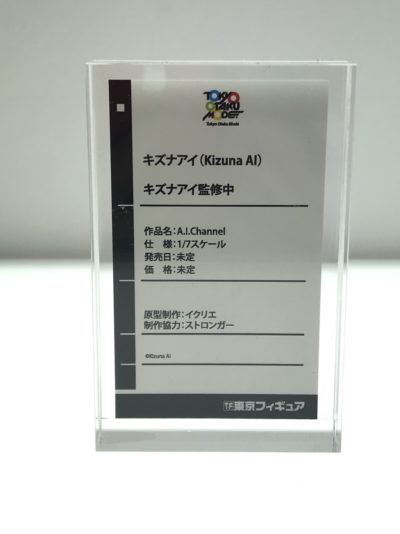 TOKYO
OTAKU
MODE
Tokyo Otaku Mode
キズナアイ(Kizuna AI)
キズナアイ監修中
作品名:A.I.Channel
仕　様:1/7スケール
発売日:未定
価　格:未定
原型制作:イクリエ
制作協力:ストロンガー
©Kizuna AI
TF東京フィギュア